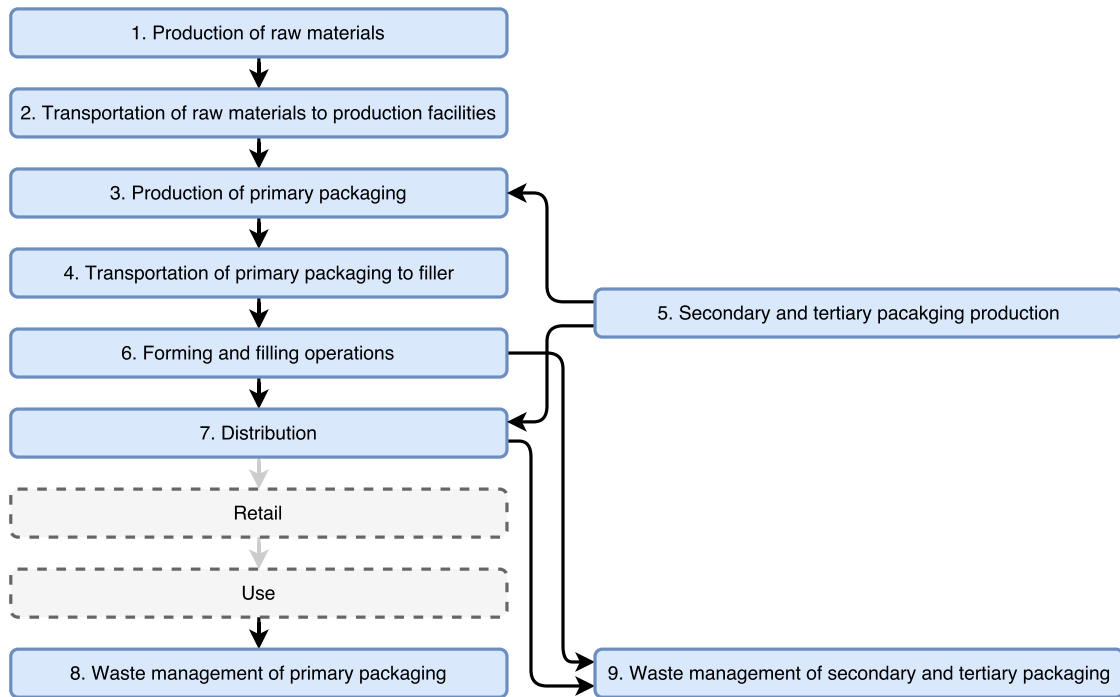 1. Production of raw materials
2. Transportation of raw materials to production facilities
3. Production of primary packaging
4. Transportation of primary packaging to filler
5. Secondary and tertiary pacakging production
6. Forming and filling operations
7. Distribution
Retail
Use
8. Waste management of primary packaging
9. Waste management of secondary and tertiary packaging